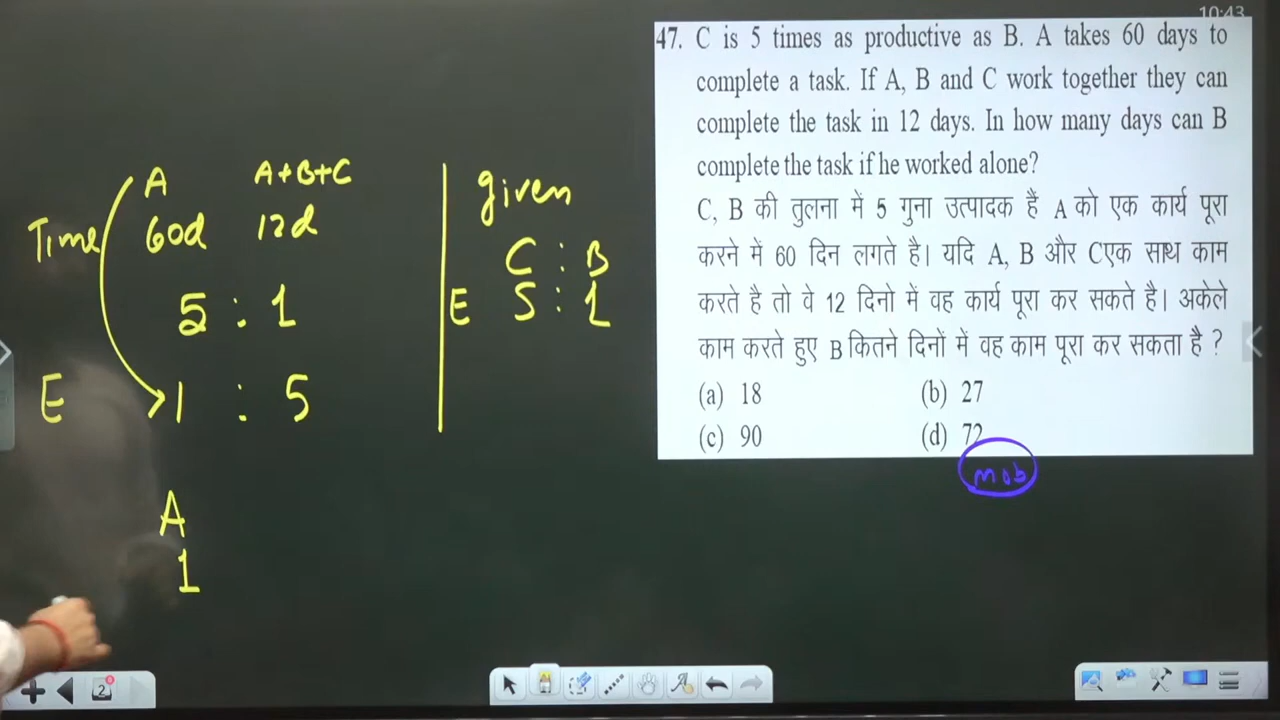 10:43
47. C is 5 times as productive as B. A takes 60 days to
complete a task. If A, B and C work together they can
complete the task in 12 days. In how many days can B
complete the task if he worked alone?
C, B की तुलना में 5 गुना उत्पादक हैं A को एक कार्य पूरा
करने में 60 दिन लगते है। यदि A, B और C एक साथ काम
करते है तो वे 12 दिनो में वह कार्य पूरा कर सकते है। अकेले
काम करते हुए B कितने दिनों में वह काम पूरा कर सकता है ?
(a) 18 (b) 27
(c) 90 (d) 72
mob
A A+B+C
Time 60d 12d
5 : 1
E 1 : 5
A
1
given
C : B
E 5 : 1
2